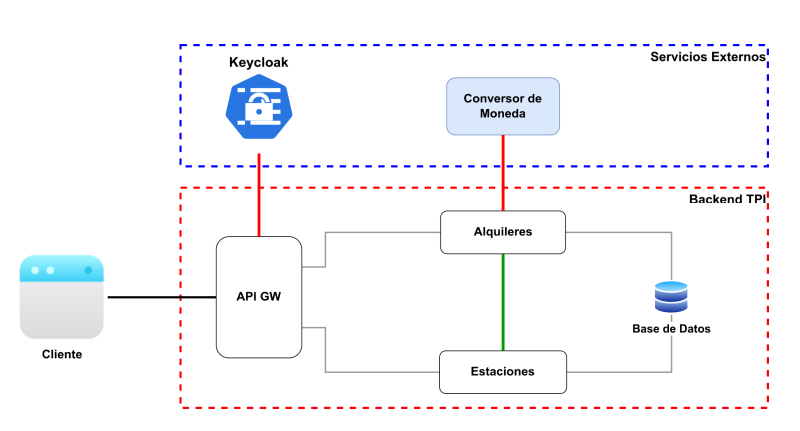 Servicios Externos
Keycloak
Conversor de
Moneda
Backend TPI
Alquileres
API GW
Base de Datos
Cliente
Estaciones